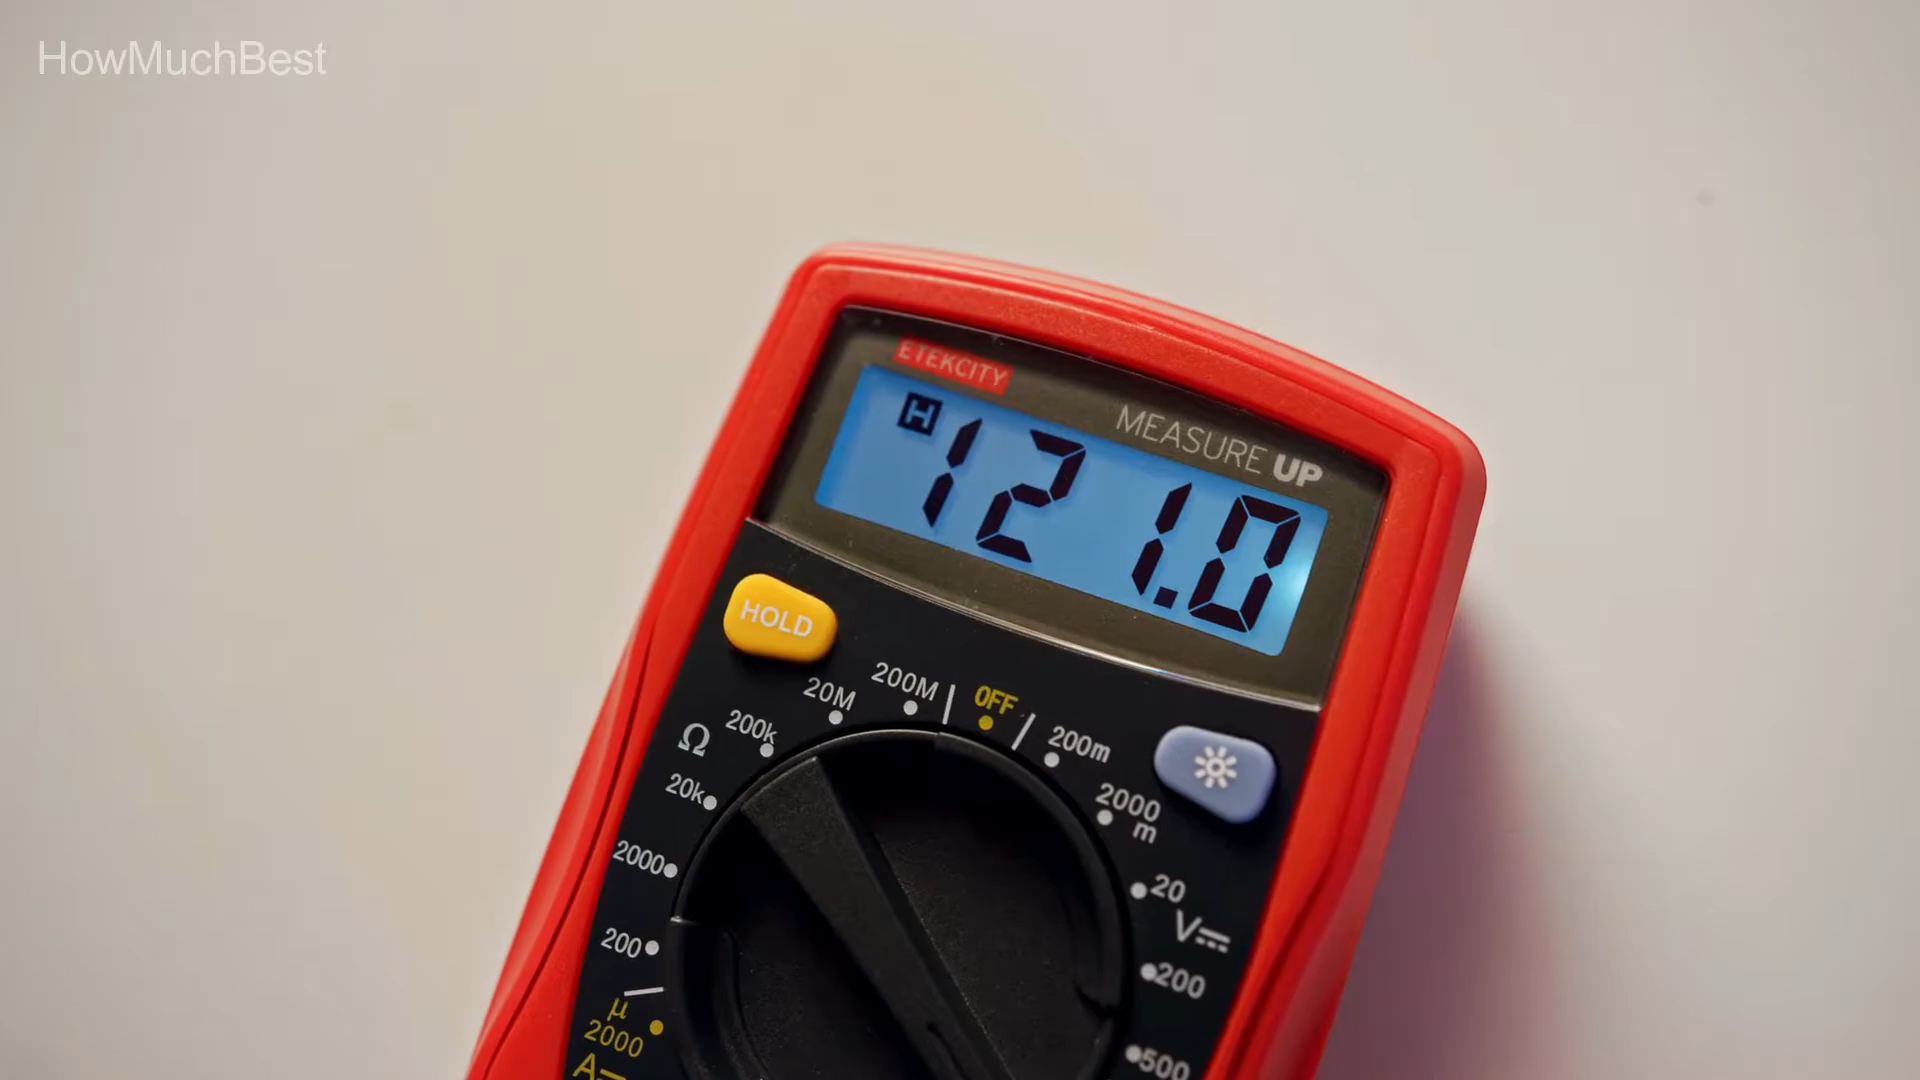 HowMuchBest
ETEKCITY
MEASURE UP
H
121.0
HOLD
200M
OFF
20M
200m
200k
Ω
20k
2000
m
2000
20
V
200
200
μ
2000
A
500